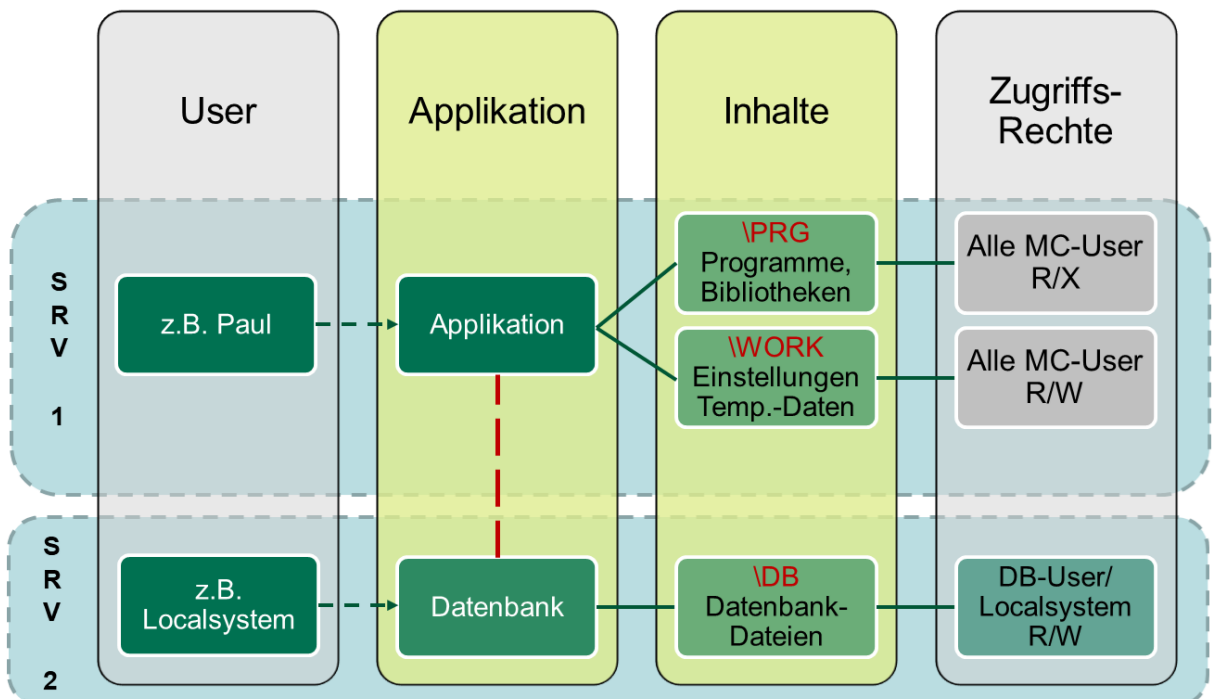 User
Applikation
Inhalte
Zugriffs-
Rechte
S
R
V
1
z.B. Paul
Applikation
\PRG
Programme,
Bibliotheken
Alle MC-User
R/X
\WORK
Einstellungen
Temp.-Daten
Alle MC-User
R/W
S
R
V
2
z.B.
Localsystem
Datenbank
\DB
Datenbank-
Dateien
DB-User/
Localsystem
R/W